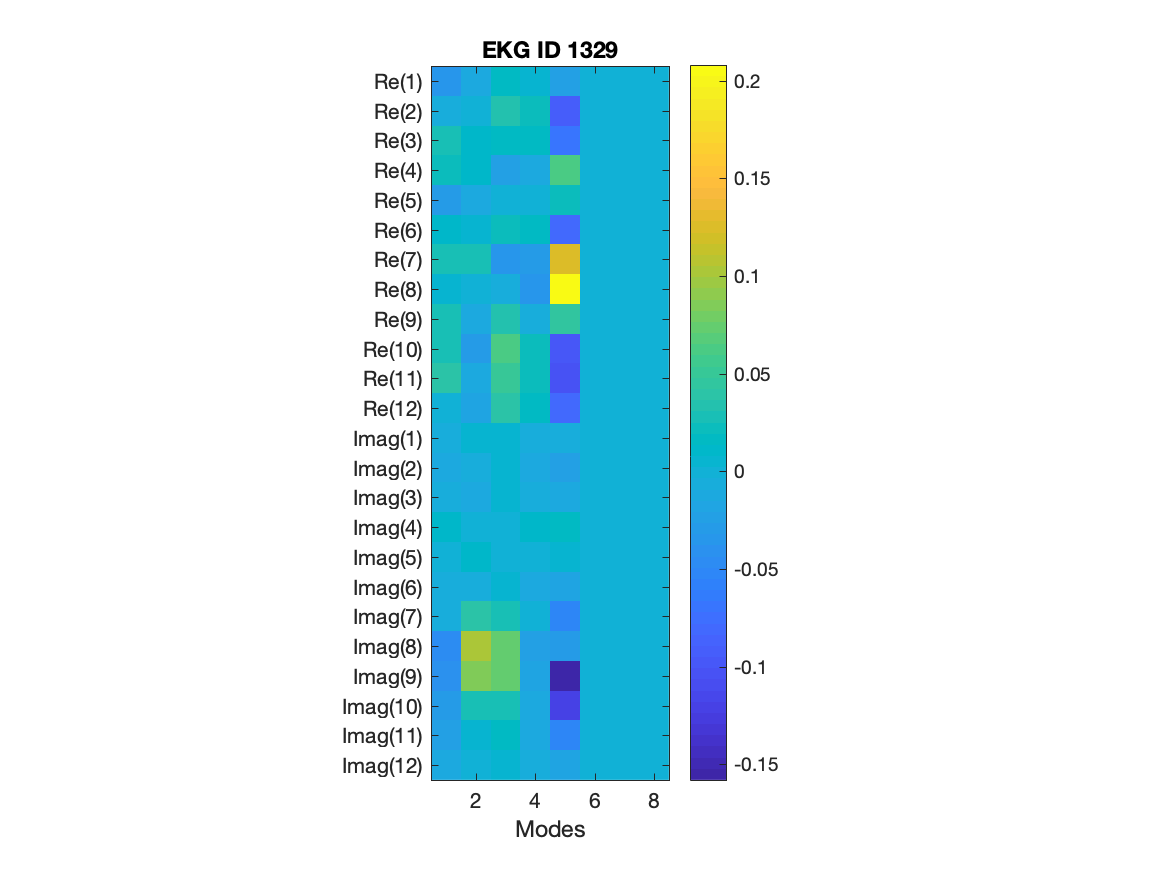 EKG ID 1329
Re(1)
Re(2)
Re(3)
Re(4)
Re(5)
Re(6)
Re(7)
Re(8)
Re(9)
Re(10)
Re(11)
Re(12)
Imag(1)
Imag(2)
Imag(3)
Imag(4)
Imag(5)
Imag(6)
Imag(7)
Imag(8)
Imag(9)
Imag(10)
Imag(11)
Imag(12)
2 4 6 8
Modes
0.2
0.15
0.1
0.05
0
-0.05
-0.1
-0.15